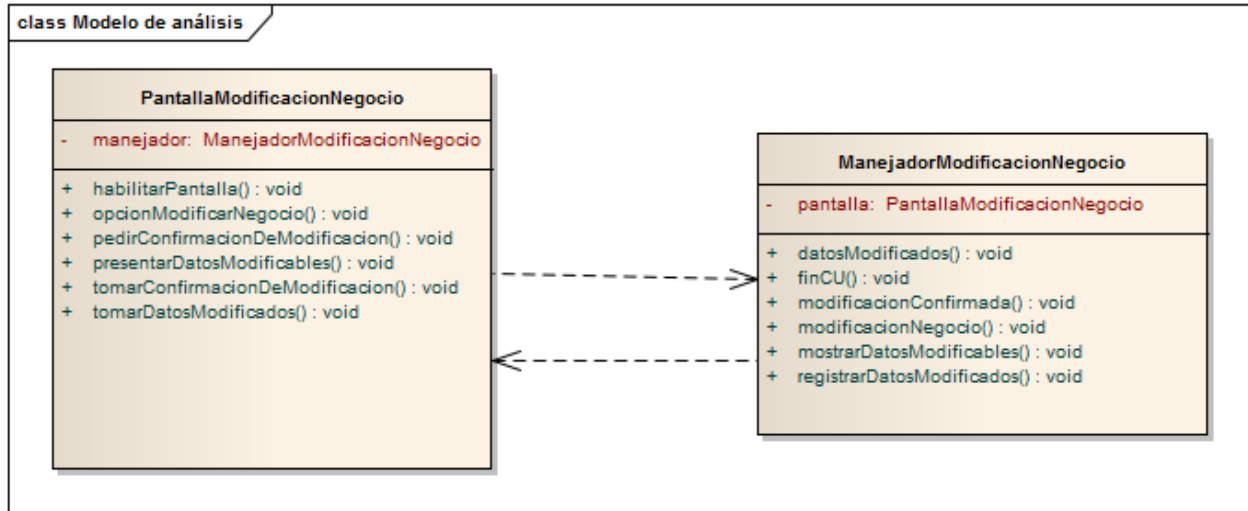 class Modelo de análisis
PantallaModificacionNegocio
- manejador: ManejadorModificacionNegocio
+ habilitarPantalla() : void
+ opcionModificarNegocio() : void
+ pedirConfirmacionDeModificacion() : void
+ presentarDatosModificables() : void
+ tomarConfirmacionDeModificacion() : void
+ tomarDatosModificados() : void
ManejadorModificacionNegocio
- pantalla: PantallaModificacionNegocio
+ datosModificados() : void
+ finCU() : void
+ modificacionConfirmada() : void
+ modificacionNegocio() : void
+ mostrarDatosModificables() : void
+ registrarDatosModificados() : void